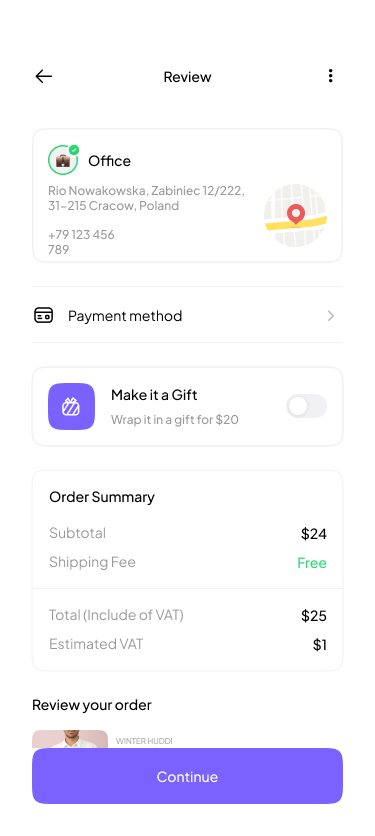 Review
Office
Rio Nowakowska, Zabiniec 12/222,
31-215 Cracow, Poland
+79 123 456
789
Payment method
Make it a Gift
Wrap it in a gift for $20
Order Summary
Subtotal $24
Shipping Fee Free
Total (Include of VAT) $25
Estimated VAT $1
Review your order
WINTER HUDDI
Continue